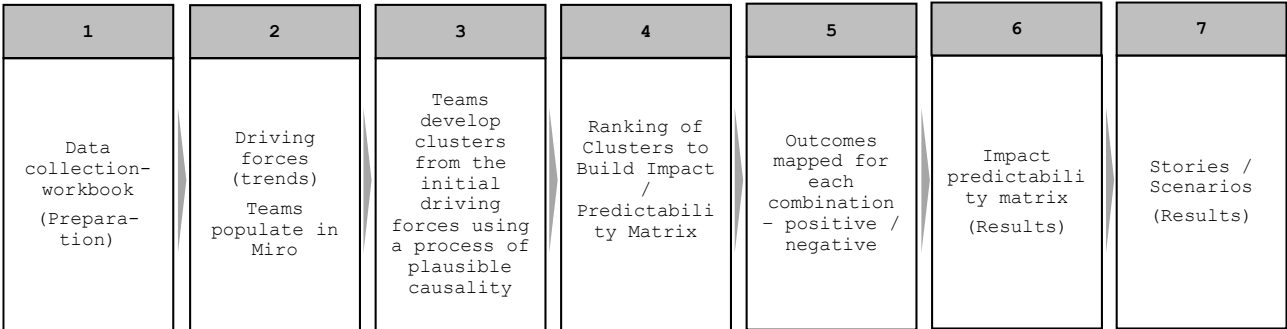 1
Data
collection-
workbook
(Prepara-
tion)
2
Driving
forces
(trends)
Teams
populate in
Miro
3
Teams
develop
clusters
from the
initial
driving
forces using
a process of
plausible
causality
4
Ranking of
Clusters to
Build Impact
/
Predictabili
ty Matrix
5
Outcomes
mapped for
each
combination
– positive /
negative
6
Impact
predictabili
ty matrix
(Results)
7
Stories /
Scenarios
(Results)